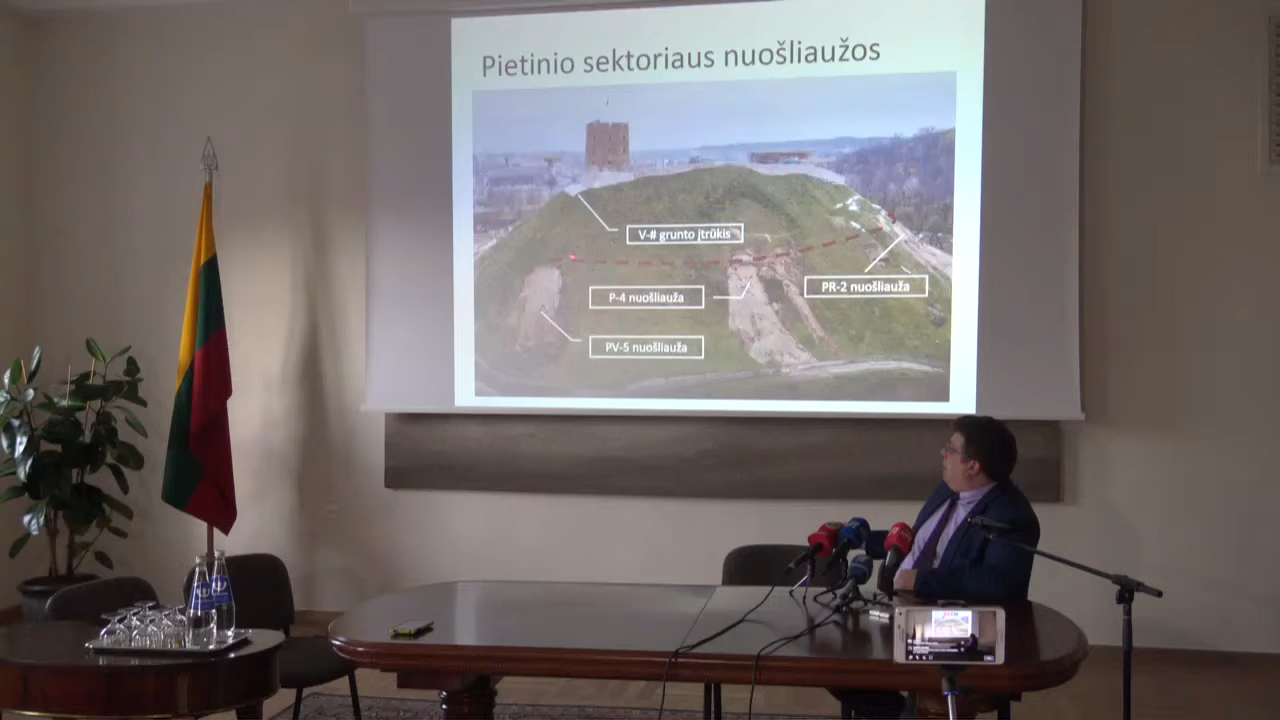 Pietinio sektoriaus nuošliaužos
V-# grunto įtrūkis
P-4 nuošliauža
PR-2 nuošliauža
PV-5 nuošliauža